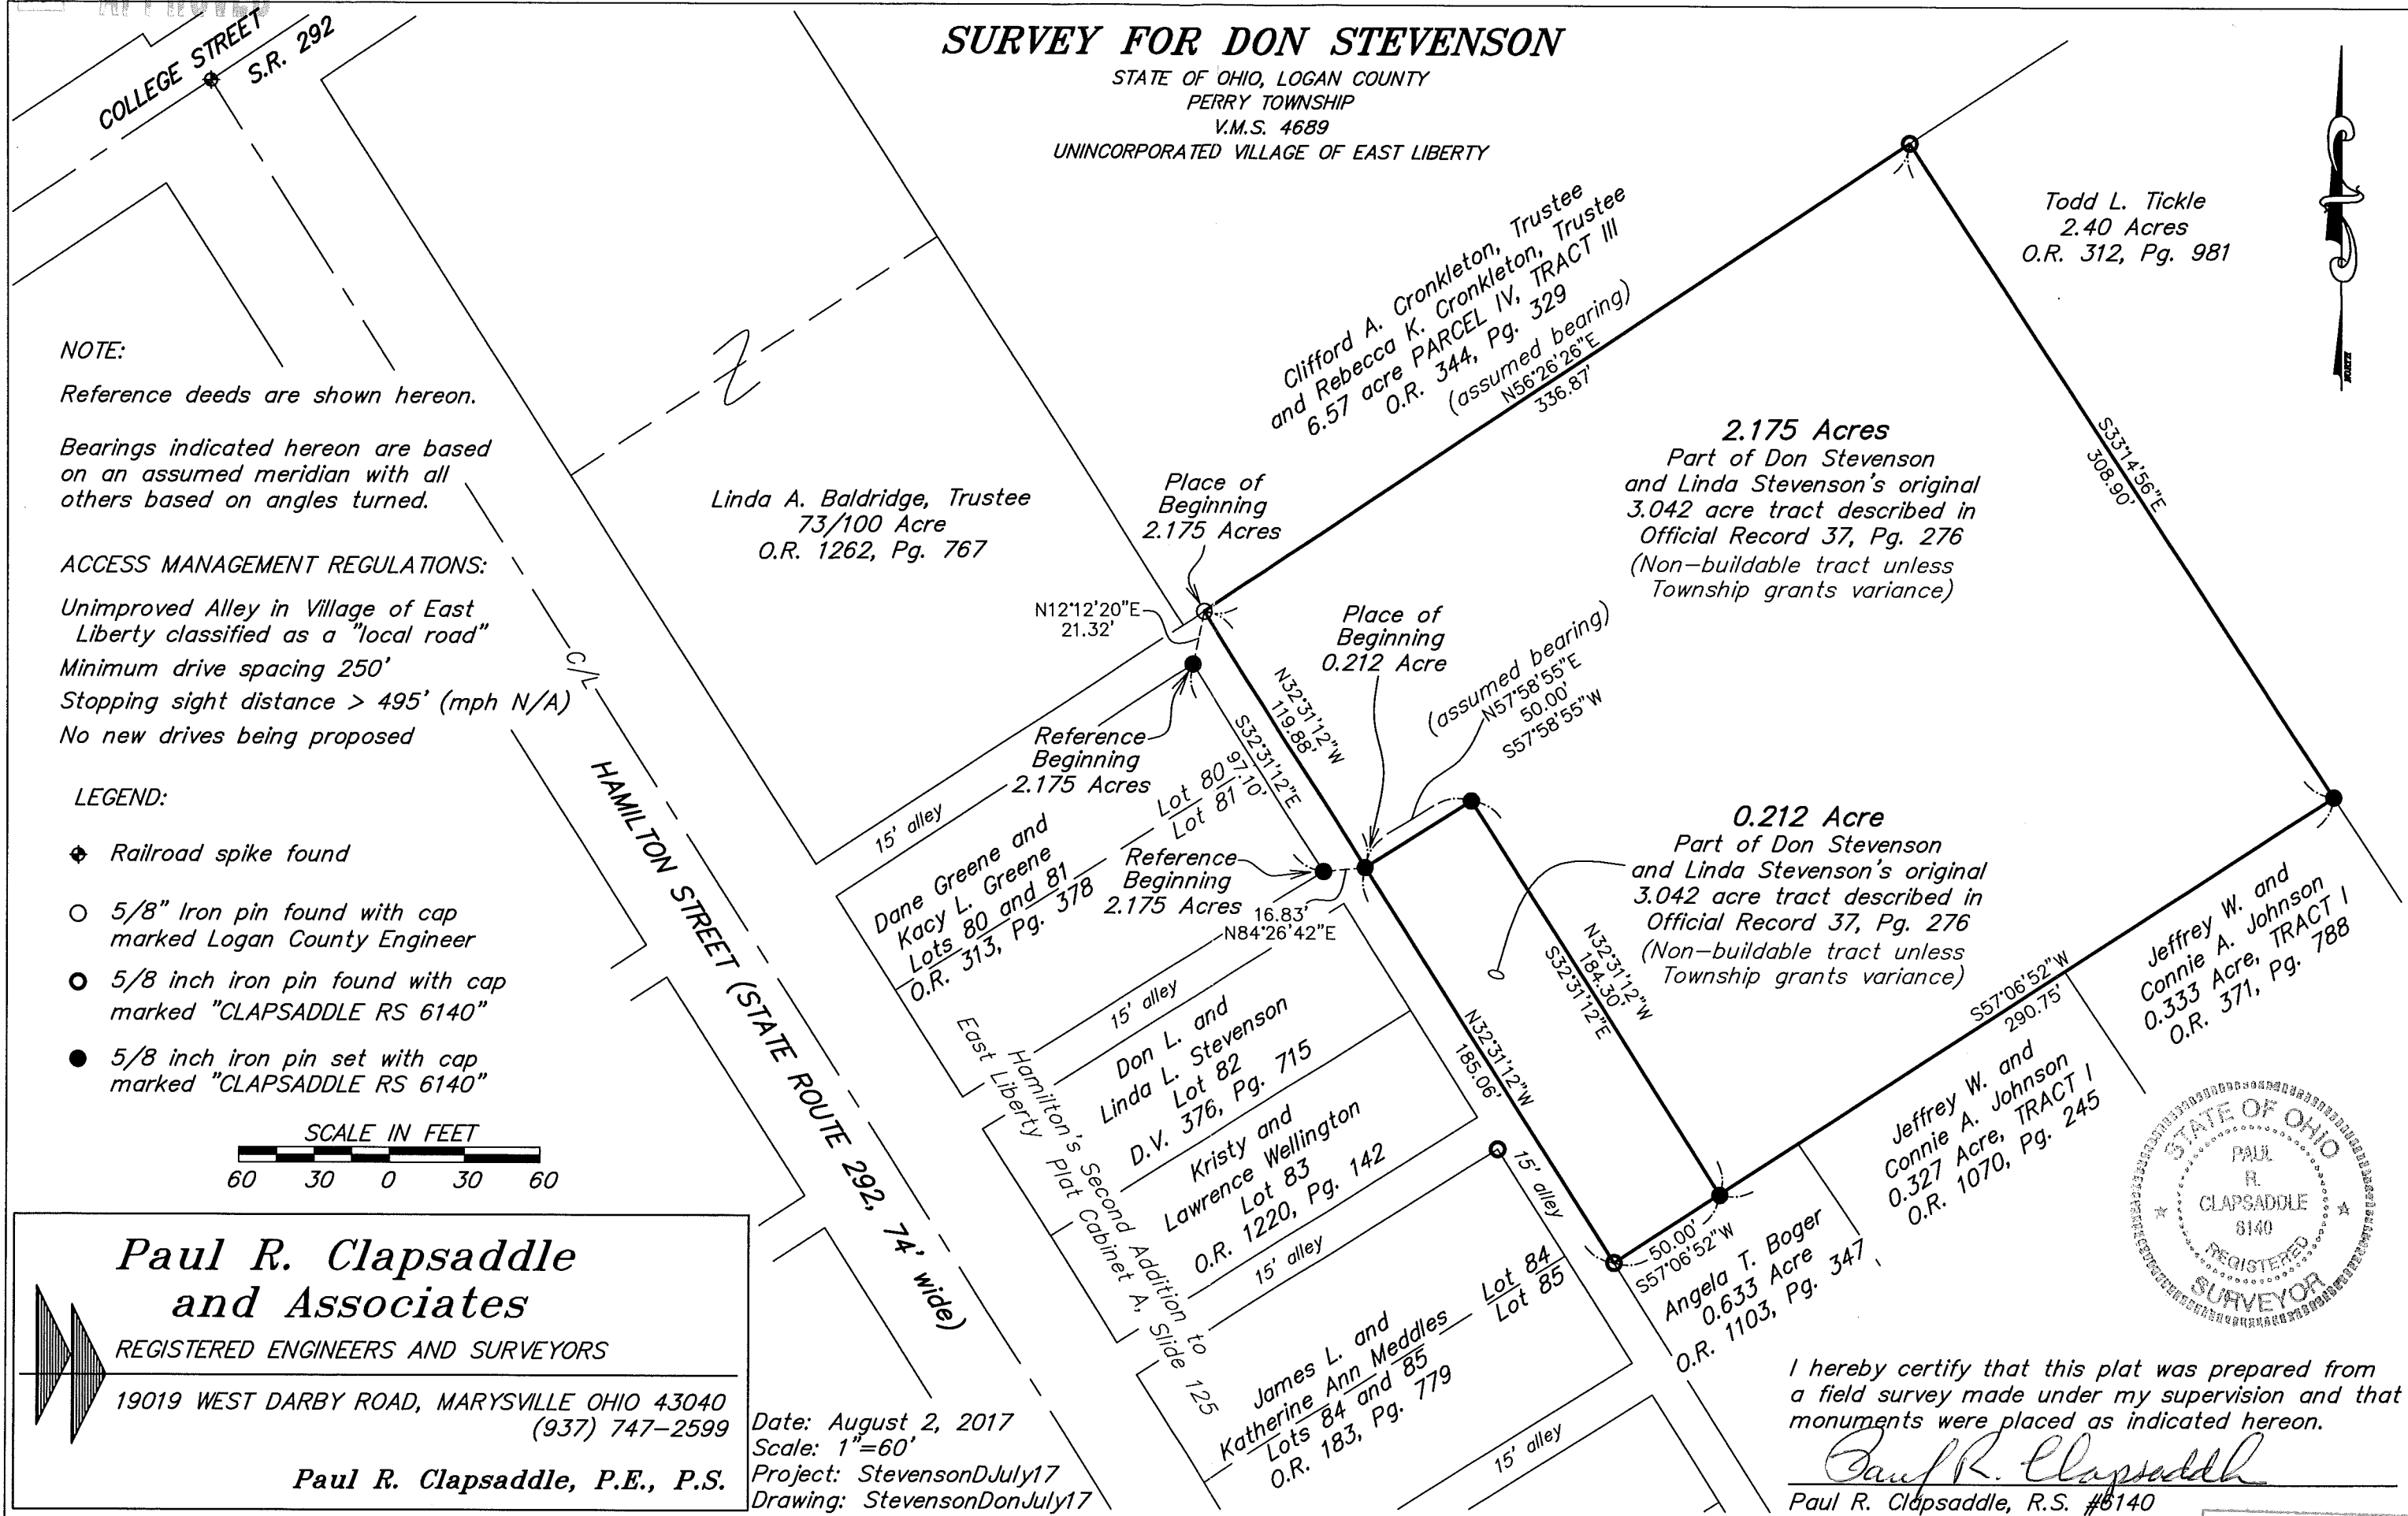 APPROVED
SURVEY FOR DON STEVENSON
STATE OF OHIO, LOGAN COUNTY
PERRY TOWNSHIP
V.M.S. 4689
UNINCORPORATED VILLAGE OF EAST LIBERTY
COLLEGE STREET
S.R. 292
NORTH
Todd L. Tickle
2.40 Acres
O.R. 312, Pg. 981
Clifford A. Cronkleton, Trustee
and Rebecca K. Cronkleton, Trustee
6.57 acre PARCEL IV, TRACT III
O.R. 344, Pg. 329
(assumed bearing)
N56°26'26"E
336.87'
NOTE:
Reference deeds are shown hereon.
Bearings indicated hereon are based
on an assumed meridian with all
others based on angles turned.
ACCESS MANAGEMENT REGULATIONS:
Unimproved Alley in Village of East
Liberty classified as a "local road"
Minimum drive spacing 250'
Stopping sight distance > 495' (mph N/A)
No new drives being proposed
Linda A. Baldridge, Trustee
73/100 Acre
O.R. 1262, Pg. 767
Place of
Beginning
2.175 Acres
2.175 Acres
Part of Don Stevenson
and Linda Stevenson's original
3.042 acre tract described in
Official Record 37, Pg. 276
(Non-buildable tract unless
Township grants variance)
S33°14'56"E
308.90'
N12°12'20"E
21.32'
Place of
Beginning
0.212 Acre
(assumed bearing)
N57°58'55"E
50.00'
S57°58'55"W
N32°31'12"W
119.88'
S32°31'12"E
97.10'
Reference
Beginning
2.175 Acres
C/L
HAMILTON STREET (STATE ROUTE 292, 74' wide)
15' alley
Lot 80
Lot 81
Dane Greene and
Kacy L. Greene
Lots 80 and 81
O.R. 313, Pg. 378
Reference
Beginning
2.175 Acres
16.83'
N84°26'42"E
0.212 Acre
Part of Don Stevenson
and Linda Stevenson's original
3.042 acre tract described in
Official Record 37, Pg. 276
(Non-buildable tract unless
Township grants variance)
N32°31'12"W
184.30'
S32°31'12"E
N32°31'12"W
185.06'
S57°06'52"W
290.75'
Jeffrey W. and
Connie A. Johnson
0.333 Acre, TRACT I
O.R. 371, Pg. 788
Jeffrey W. and
Connie A. Johnson
0.327 Acre, TRACT I
O.R. 1070, Pg. 245
LEGEND:
Railroad spike found
5/8" Iron pin found with cap
marked Logan County Engineer
5/8 inch iron pin found with cap
marked "CLAPSADDLE RS 6140"
5/8 inch iron pin set with cap
marked "CLAPSADDLE RS 6140"
SCALE IN FEET
60 30 0 30 60
15' alley
Don L. and
Linda L. Stevenson
Lot 82
D.V. 376, Pg. 715
Hamilton's Second Addition to
East Liberty Plat Cabinet A, Slide 125
Kristy and
Lawrence Wellington
Lot 83
O.R. 1220, Pg. 142
15' alley
15' alley
Lot 84
Lot 85
James L. and
Katherine Ann Meddles
Lots 84 and 85
O.R. 183, Pg. 779
15' alley
50.00'
S57°06'52"W
Angela T. Boger
0.633 Acre
O.R. 1103, Pg. 347
STATE OF OHIO
PAUL
R.
CLAPSADDLE
6140
REGISTERED
SURVEYOR
Paul R. Clapsaddle
and Associates
REGISTERED ENGINEERS AND SURVEYORS
19019 WEST DARBY ROAD, MARYSVILLE OHIO 43040
(937) 747-2599
Paul R. Clapsaddle, P.E., P.S.
Date: August 2, 2017
Scale: 1"=60'
Project: StevensonDJuly17
Drawing: StevensonDonJuly17
I hereby certify that this plat was prepared from
a field survey made under my supervision and that
monuments were placed as indicated hereon.
Paul R. Clapsaddle
Paul R. Clapsaddle, R.S. #6140